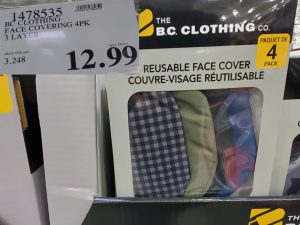 1478535
BC CLOTHING
FACE COVERING 4PK
3 LAYER
3.248
12.99
THE
B.C. CLOTHING CO.
PAQUET DE
4
PACK
REUSABLE FACE COVER
COUVRE-VISAGE RÉUTILISABLE
THE
B.C. CLOTHING